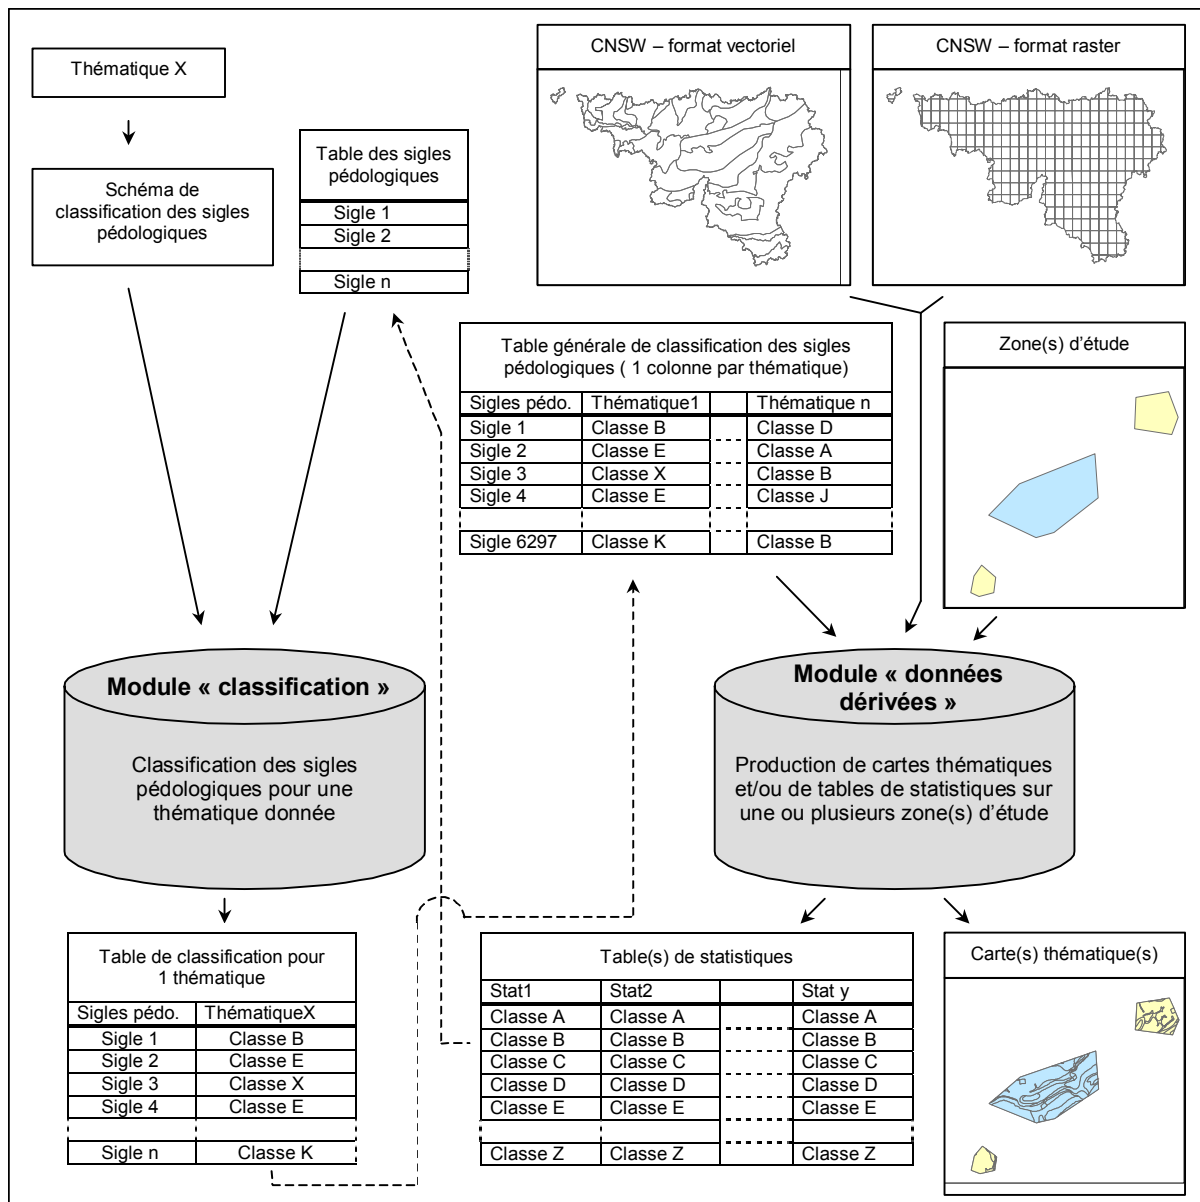 Thématique X
Schéma de
classification des sigles
pédologiques
Table des sigles
pédologiques
Sigle 1
Sigle 2
Sigle n
CNSW – format vectoriel
CNSW – format raster
Table générale de classification des sigles
pédologiques ( 1 colonne par thématique)
Sigles pédo. Thématique1 Thématique n
Sigle 1 Classe B Classe D
Sigle 2 Classe E Classe A
Sigle 3 Classe X Classe B
Sigle 4 Classe E Classe J
Sigle 6297 Classe K Classe B
Zone(s) d'étude
Module « classification »
Classification des sigles
pédologiques pour une
thématique donnée
Module « données
dérivées »
Production de cartes thématiques
et/ou de tables de statistiques sur
une ou plusieurs zone(s) d'étude
Table de classification pour
1 thématique
Sigles pédo. ThématiqueX
Sigle 1 Classe B
Sigle 2 Classe E
Sigle 3 Classe X
Sigle 4 Classe E
Sigle n Classe K
Table(s) de statistiques
Stat1 Stat2 Stat y
Classe A Classe A Classe A
Classe B Classe B Classe B
Classe C Classe C Classe C
Classe D Classe D Classe D
Classe E Classe E Classe E
Classe Z Classe Z Classe Z
Carte(s) thématique(s)